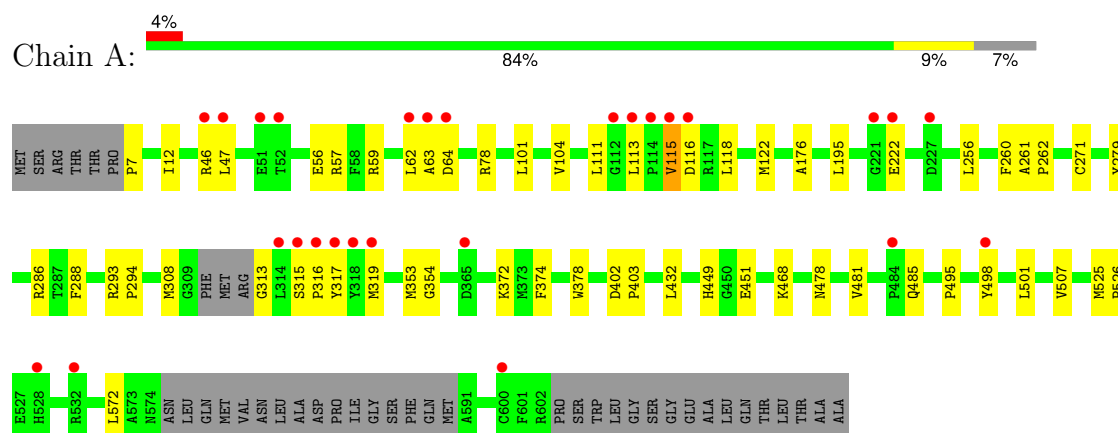 4%
Chain A:
84% 9% 7%
MET SER ARG THR THR PRO P7 I12 R46 L47 E51 T52 E56 R57 F58 R59 L62 A63 D64 R78 L101 V104 L111 G112 L113 P114 V115 D116 R117 L118 M122 A176 L195 G221 E222 D227 L256 F260 A261 P262 C271 Y279
R286 T287 F288 R293 P294 M308 G309 PHE MET ARG G313 L314 S315 P316 Y317 Y318 M319 M353 G354 D365 K372 M373 F374 W378 D402 P403 L432 H449 G450 E451 K468 N478 V481 P484 Q485 P495 Y498 L501 V507 M525 P526
E527 H528 R532 L572 A573 N574 ASN LEU GLN MET VAL ASN LEU ALA ASP PRO ILE GLY SER PHE GLN MET A591 C600 F601 R602 PRO SER TRP LEU GLY SER GLY GLU ALA LEU GLN THR LEU THR ALA ALA